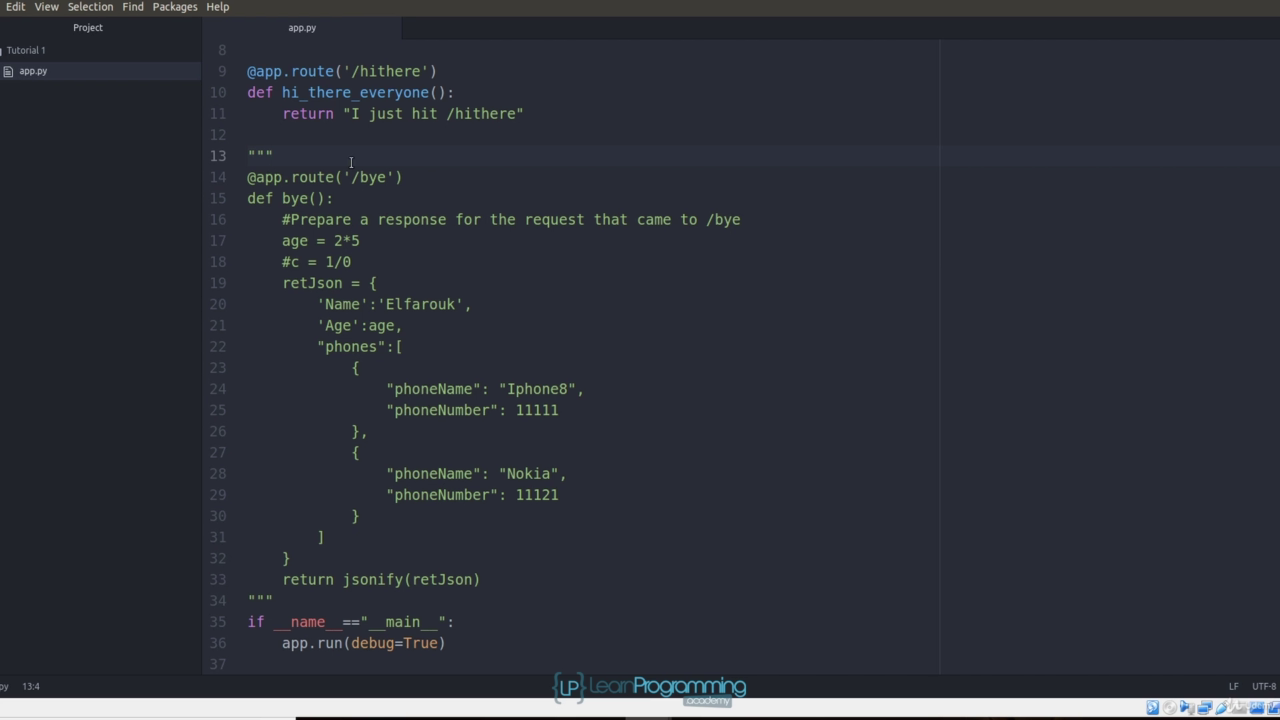 Edit View Selection Find Packages Help
Project
app.py
Tutorial 1
app.py
8
9 @app.route('/hithere')
10 def hi_there_everyone():
11     return "I just hit /hithere"
12
13 """
14 @app.route('/bye')
15 def bye():
16     #Prepare a response for the request that came to /bye
17     age = 2*5
18     #c = 1/0
19     retJson = {
20         'Name':'Elfarouk',
21         'Age':age,
22         "phones":[
23             {
24                 "phoneName": "Iphone8",
25                 "phoneNumber": 11111
26             },
27             {
28                 "phoneName": "Nokia",
29                 "phoneNumber": 11121
30             }
31         ]
32     }
33     return jsonify(retJson)
34 """
35 if __name__=="__main__":
36     app.run(debug=True)
37
py 13:4 LF UTF-8
{LP} LearnProgramming
academy